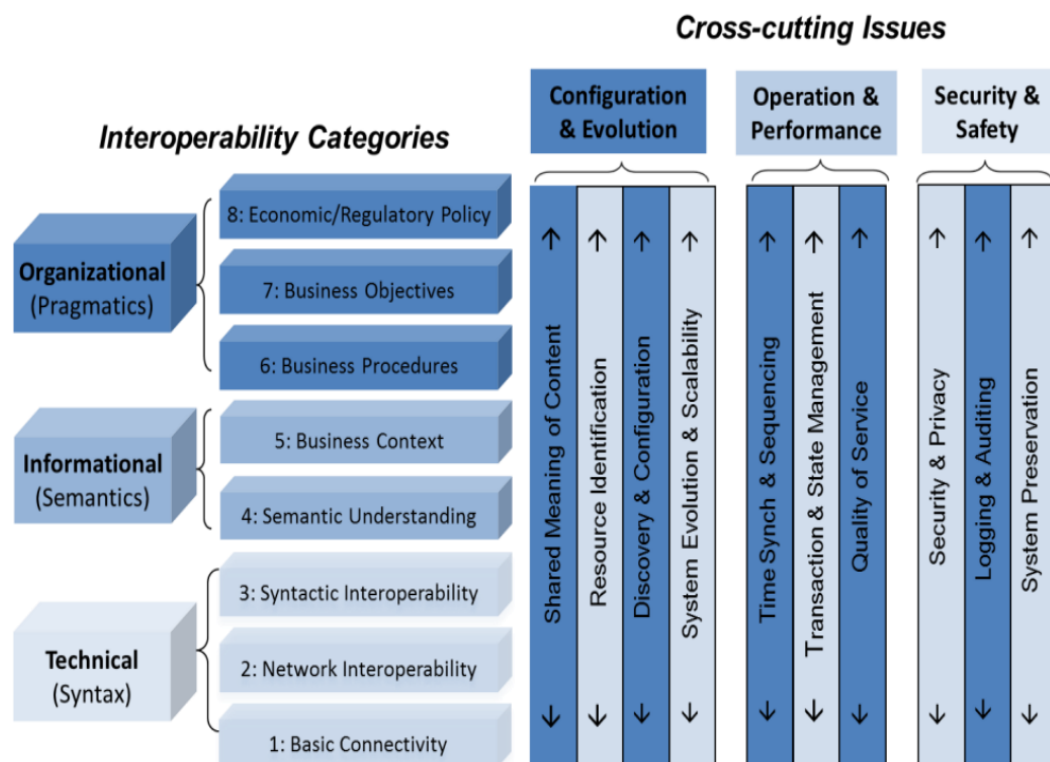 Cross-cutting Issues
Configuration
& Evolution
Operation &
Performance
Security &
Safety
Interoperability Categories
Organizational
(Pragmatics)
8: Economic/Regulatory Policy
7: Business Objectives
6: Business Procedures
Informational
(Semantics)
5: Business Context
4: Semantic Understanding
Technical
(Syntax)
3: Syntactic Interoperability
2: Network Interoperability
1: Basic Connectivity
Shared Meaning of Content
Resource Identification
Discovery & Configuration
System Evolution & Scalability
Time Synch & Sequencing
Transaction & State Management
Quality of Service
Security & Privacy
Logging & Auditing
System Preservation